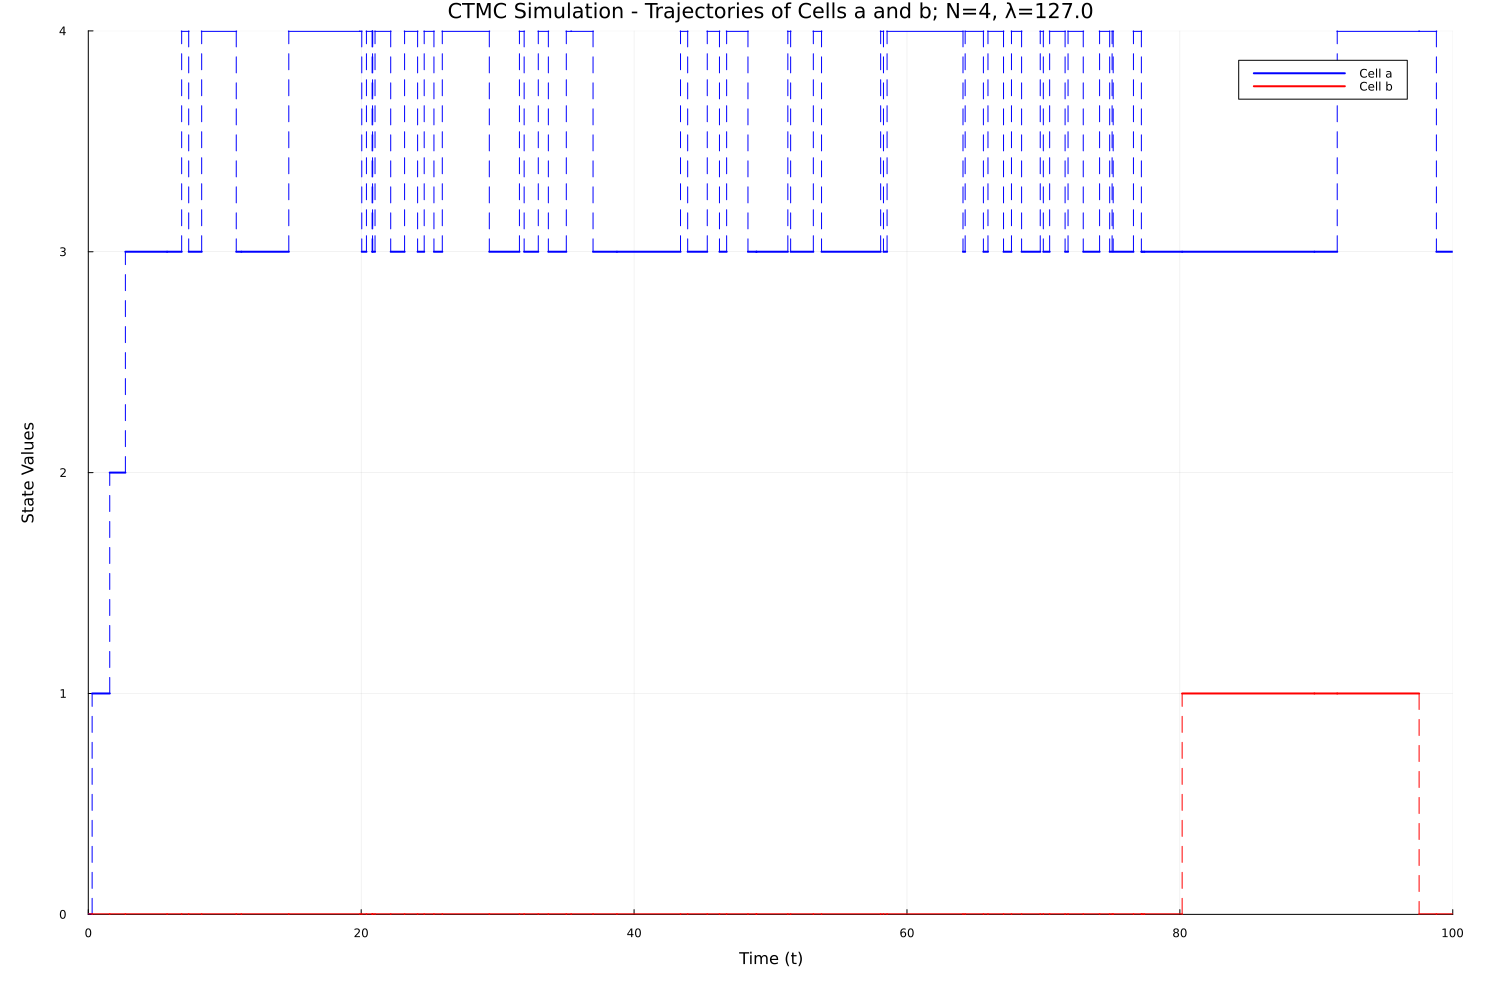 CTMC Simulation - Trajectories of Cells a and b; N=4, λ=127.0
4
Cell a
Cell b
3
State Values
2
1
0
0 20 40 60 80 100
Time (t)